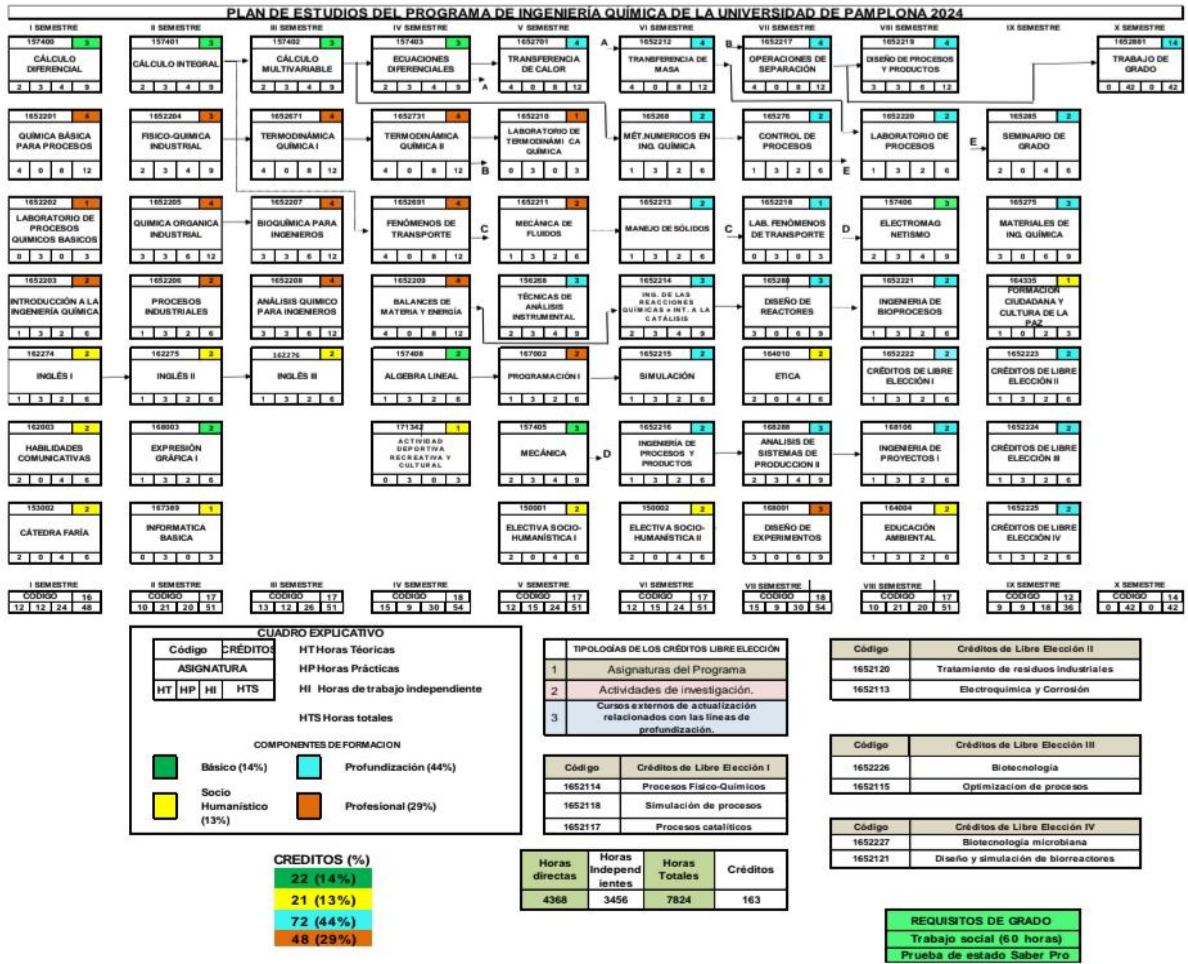 PLAN DE ESTUDIOS DEL PROGRAMA DE INGENIERÍA QUÍMICA DE LA UNIVERSIDAD DE PAMPLONA 2024
I SEMESTRE II SEMESTRE III SEMESTRE IV SEMESTRE V SEMESTRE VI SEMESTRE VII SEMESTRE VIII SEMESTRE IX SEMESTRE X SEMESTRE
157400 3 157401 3 157402 3 157403 3 1652701 4 A 1652212 4 B 1652217 4 1652219 4 1652881 14
CÁLCULO DIFERENCIAL CÁLCULO INTEGRAL CÁLCULO MULTIVARIABLE ECUACIONES DIFERENCIALES TRANSFERENCIA DE CALOR TRANSFERENCIA DE MASA OPERACIONES DE SEPARACIÓN DISEÑO DE PROCESOS Y PRODUCTOS TRABAJO DE GRADO
2 3 4 9 2 3 4 9 2 3 4 9 2 3 4 9 A 4 0 8 12 4 0 8 12 4 0 8 12 3 3 6 12 0 42 0 42
1652201 4 1652204 3 1652671 4 1652731 4 1652210 1 165268 2 165276 2 1652220 2 165285 2
QUÍMICA BÁSICA PARA PROCESOS FISICO-QUIMICA INDUSTRIAL TERMODINÁMICA QUÍMICA I TERMODINÁMICA QUÍMICA II LABORATORIO DE TERMODINÁMI CA QUÍMICA MÉT.NUMERICOS EN ING. QUÍMICA CONTROL DE PROCESOS LABORATORIO DE PROCESOS E SEMINARIO DE GRADO
4 0 8 12 2 3 4 9 4 0 8 12 4 0 8 12 B 0 3 0 3 1 3 2 6 1 3 2 6 E 1 3 2 6 2 0 4 6
1652202 1 1652205 4 1652207 4 1652691 4 1652211 2 1652213 2 1652218 1 157406 3 165275 3
LABORATORIO DE PROCESOS QUIMICOS BASICOS QUIMICA ORGANICA INDUSTRIAL BIOQUÍMICA PARA INGENIEROS FENÓMENOS DE TRANSPORTE C MECÁNICA DE FLUIDOS MANEJO DE SÓLIDOS C LAB. FENÓMENOS DE TRANSPORTE D ELECTROMAG NETISMO MATERIALES DE ING. QUÍMICA
0 3 0 3 3 3 6 12 3 3 6 12 4 0 8 12 1 3 2 6 1 3 2 6 0 3 0 3 2 3 4 9 3 0 6 9
1652203 2 1652206 2 1652208 4 1652209 4 156268 3 1652214 3 165280 3 1652221 2 164335 1
INTRODUCCIÓN A LA INGENIERÍA QUÍMICA PROCESOS INDUSTRIALES ANÁLISIS QUIMICO PARA INGENIEROS BALANCES DE MATERIA Y ENERGÍA TÉCNICAS DE ANÁLISIS INSTRUMENTAL ING. DE LAS REACCIONES QUÍMICAS e INT. A LA CATÁLISIS DISEÑO DE REACTORES INGENIERIA DE BIOPROCESOS FORMACION CIUDADANA Y CULTURA DE LA PAZ
1 3 2 6 1 3 2 6 3 3 6 12 4 0 8 12 2 3 4 9 2 3 4 9 3 0 6 9 1 3 2 6 1 0 2 3
162274 2 162275 2 162276 2 157408 2 167002 2 1652215 2 164010 2 1652222 2 1652223 2
INGLÉS I INGLÉS II INGLÉS III ALGEBRA LINEAL PROGRAMACIÓN I SIMULACIÓN ETICA CRÉDITOS DE LIBRE ELECCIÓN I CRÉDITOS DE LIBRE ELECCIÓN II
1 3 2 6 1 3 2 6 1 3 2 6 1 3 2 6 1 3 2 6 1 3 2 6 2 0 4 6 1 3 2 6 1 3 2 6
162003 2 168003 2 171342 1 157405 3 1652216 2 168288 3 168106 2 1652224 2
HABILIDADES COMUNICATIVAS EXPRESIÓN GRÁFICA I ACTIVIDAD DEPORTIVA RECREATIVA Y CULTURAL MECÁNICA D INGENIERÍA DE PROCESOS Y PRODUCTOS ANALISIS DE SISTEMAS DE PRODUCCION II INGENIERIA DE PROYECTOS I CRÉDITOS DE LIBRE ELECCIÓN III
2 0 4 6 1 3 2 6 0 3 0 3 2 3 4 9 1 3 2 6 2 3 4 9 1 3 2 6 1 3 2 6
153002 2 167389 1 150001 2 150002 2 168001 3 164004 2 1652225 2
CÁTEDRA FARÍA INFORMATICA BASICA ELECTIVA SOCIO-HUMANÍSTICA I ELECTIVA SOCIO-HUMANÍSTICA II DISEÑO DE EXPERIMENTOS EDUCACIÓN AMBIENTAL CRÉDITOS DE LIBRE ELECCIÓN IV
2 0 4 6 0 3 0 3 2 0 4 6 2 0 4 6 3 0 6 9 1 3 2 6 1 3 2 6
I SEMESTRE II SEMESTRE III SEMESTRE IV SEMESTRE V SEMESTRE VI SEMESTRE VII SEMESTRE VIII SEMESTRE IX SEMESTRE X SEMESTRE
CODIGO 16 CODIGO 17 CODIGO 17 CODIGO 18 CODIGO 17 CODIGO 17 CODIGO 18 CODIGO 17 CODIGO 12 CODIGO 14
12 12 24 48 10 21 20 51 13 12 26 51 15 9 30 54 12 15 24 51 12 15 24 51 15 9 30 54 10 21 20 51 9 9 18 36 0 42 0 42
CUADRO EXPLICATIVO
Código CRÉDITOS HT Horas Téoricas
ASIGNATURA HP Horas Prácticas
HT HP HI HTS HI Horas de trabajo independiente
HTS Horas totales
COMPONENTES DE FORMACION
Básico (14%) Profundización (44%)
Socio Humanístico (13%) Profesional (29%)
TIPOLOGÍAS DE LOS CRÉDITOS LIBRE ELECCIÓN
1 Asignaturas del Programa
2 Actividades de investigación.
3 Cursos externos de actualización relacionados con las líneas de profundización.
Código Créditos de Libre Elección I
1652114 Procesos Físico-Químicos
1652118 Simulación de procesos
1652117 Procesos catalíticos
Código Créditos de Libre Elección II
1652120 Tratamiento de residuos industriales
1652113 Electroquímica y Corrosión
Código Créditos de Libre Elección III
1652226 Biotecnología
1652115 Optimizacion de procesos
Código Créditos de Libre Elección IV
1652227 Biotecnología microbiana
1652121 Diseño y simulación de biorreactores
CREDITOS (%)
22 (14%)
21 (13%)
72 (44%)
48 (29%)
Horas directas Horas Independ ientes Horas Totales Créditos
4368 3456 7824 163
REQUISITOS DE GRADO
Trabajo social (60 horas)
Prueba de estado Saber Pro